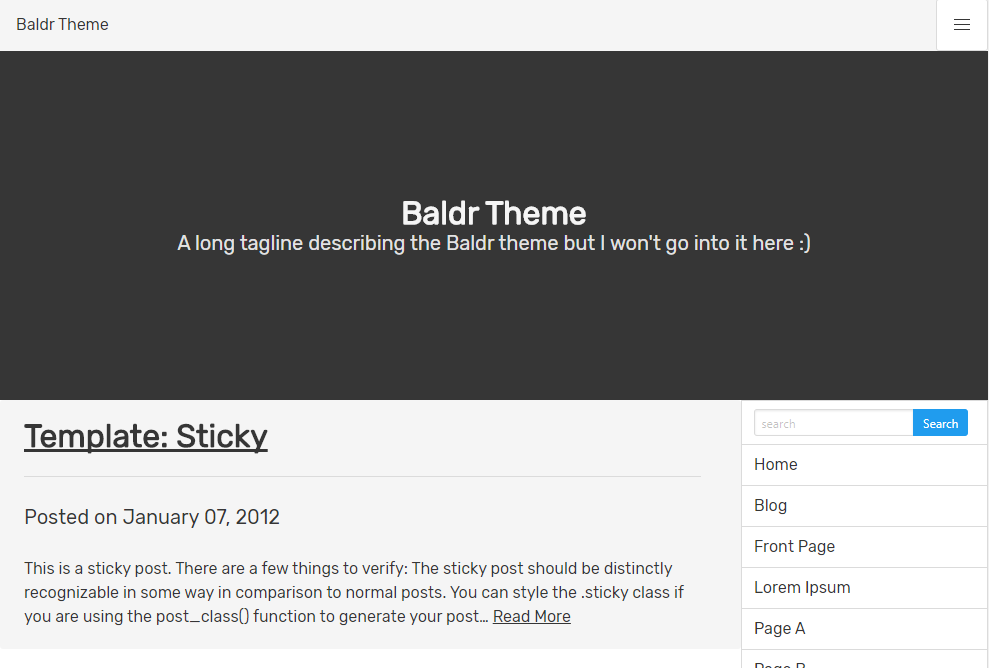 Baldr Theme
Baldr Theme
A long tagline describing the Baldr theme but I won't go into it here :)
Template: Sticky
Posted on January 07, 2012
This is a sticky post. There are a few things to verify: The sticky post should be distinctly
recognizable in some way in comparison to normal posts. You can style the .sticky class if
you are using the post_class() function to generate your post… Read More
search
Search
Home
Blog
Front Page
Lorem Ipsum
Page A
Page B